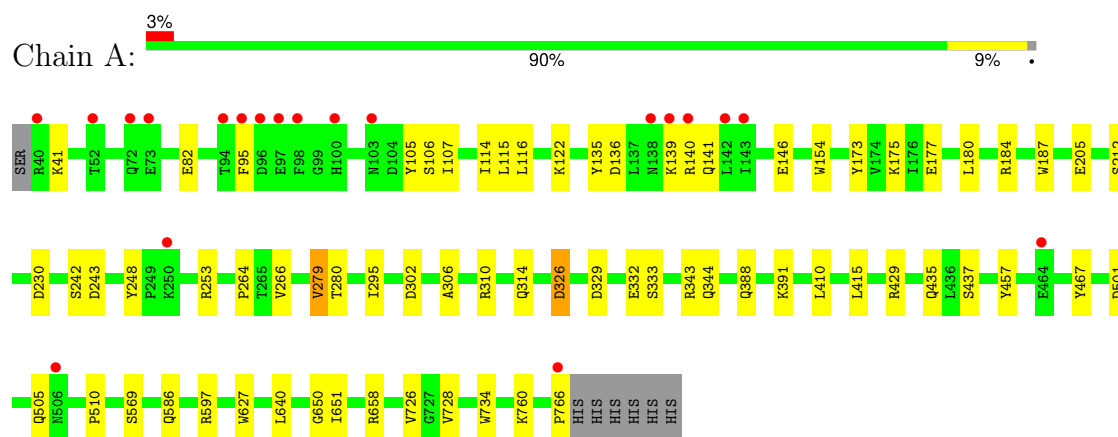 3%
Chain A:
90% 9% •
SER R40 K41 T52 Q72 E73 E82 T94 F95 D96 E97 F98 G99 H100 N103 D104 Y105 S106 I107 I114 L115 L116 K122 Y135 D136 L137 N138 K139 R140 Q141 L142 I143 E146 W154 Y173 V174 K175 I176 E177 L180 R184 W187 E205 S212
D230 S242 D243 Y248 P249 K250 R253 P264 T265 V266 V279 T280 I295 D302 A306 R310 Q314 D326 D329 E332 S333 R343 Q344 Q388 K391 L410 L415 R429 Q435 L436 S437 Y457 E464 Y467 D501
Q505 N506 P510 S569 Q586 R597 W627 L640 G650 I651 R658 V726 G727 V728 W734 K760 P766 HIS HIS HIS HIS HIS HIS